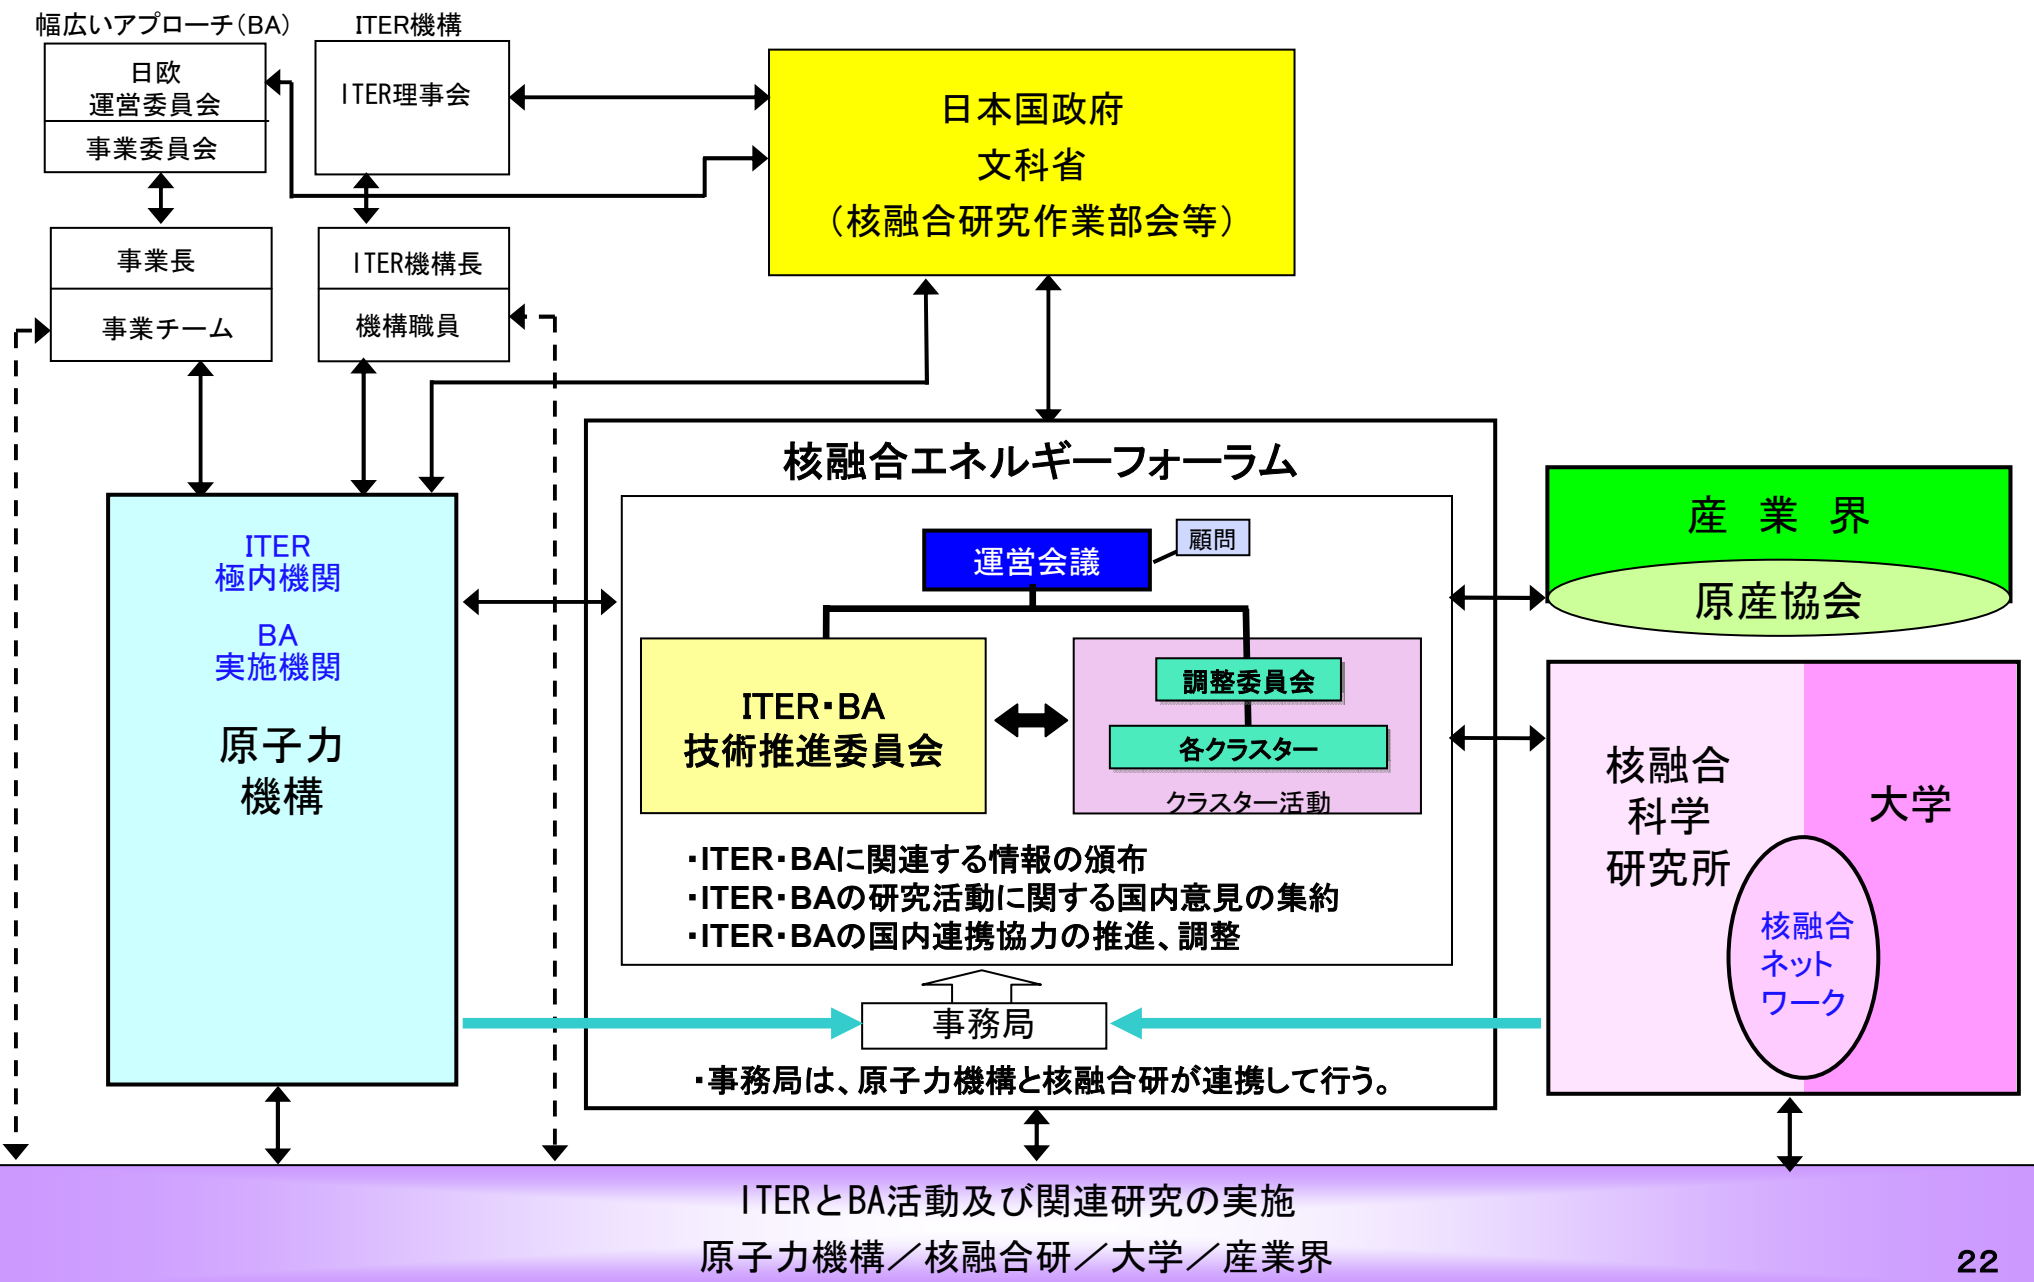 幅広いアプローチ(BA)
ITER機構
日欧
運営委員会
事業委員会
ITER理事会
日本国政府
文科省
(核融合研究作業部会等)
事業長
事業チーム
ITER機構長
機構職員
核融合エネルギーフォーラム
運営会議
顧問
ITER・BA
技術推進委員会
調整委員会
各クラスター
クラスター活動
・ITER・BAに関連する情報の頒布
・ITER・BAの研究活動に関する国内意見の集約
・ITER・BAの国内連携協力の推進、調整
事務局
・事務局は、原子力機構と核融合研が連携して行う。
ITER
極内機関
BA
実施機関
原子力
機構
産 業 界
原産協会
核融合
科学
研究所
大学
核融合
ネット
ワーク
ITERとBA活動及び関連研究の実施
原子力機構／核融合研／大学／産業界
22